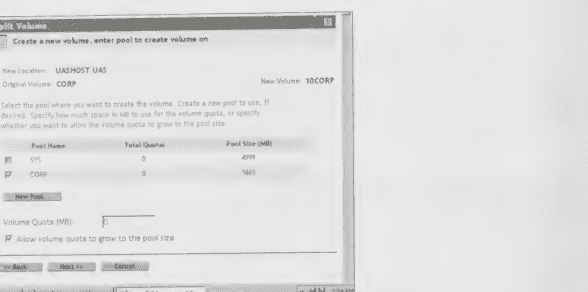 Split Volume
Create a new volume, enter pool to create volume on
New Location: UASHOST UAS
Original Volume: CORP
New Volume: 10CORP
Select the pool where you want to create the volume. Create a new pool to use, if
desired. Specify how much space in MB to use for the volume quota, or specify
whether you want to allow the volume quota to grow to the pool size.
Pool Name Total Quotas Pool Size (MB)
SYS 0 4999
CORP 0
New Pool...
Volume Quota (MB): 0
Allow volume quota to grow to the pool size
<< Back Next >> Cancel